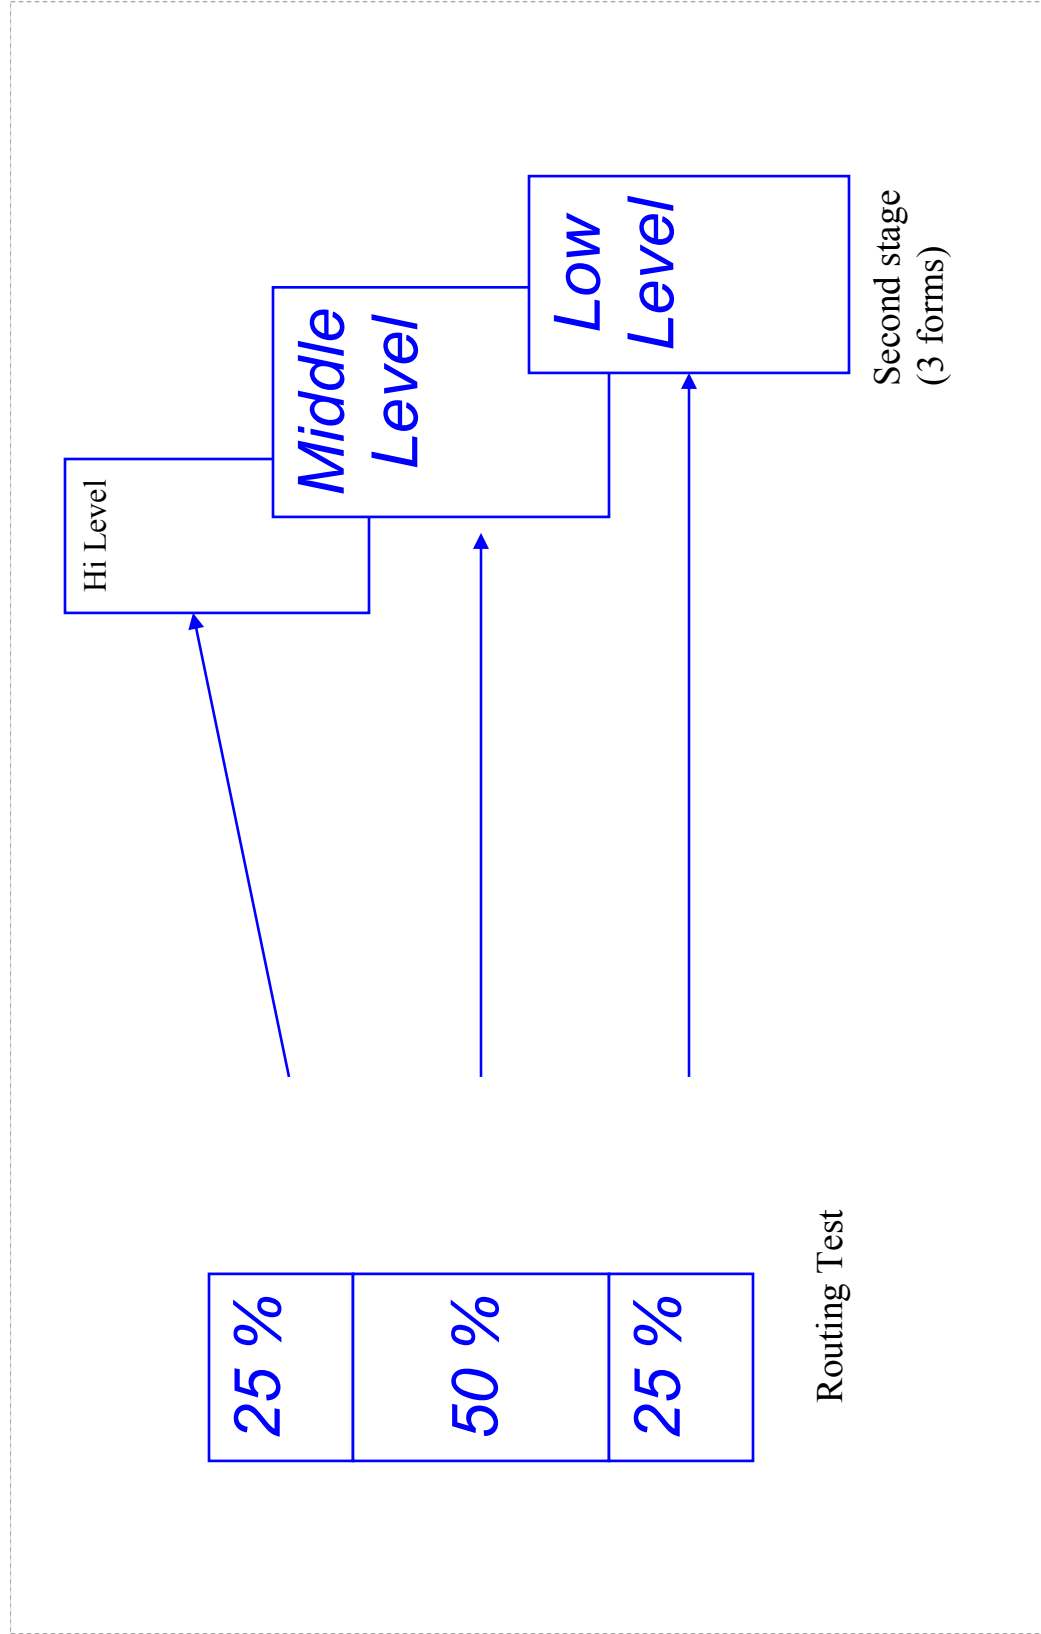 25 %
50 %
25 %
Routing Test
Hi Level
Middle
Level
Low
Level
Second stage
(3 forms)